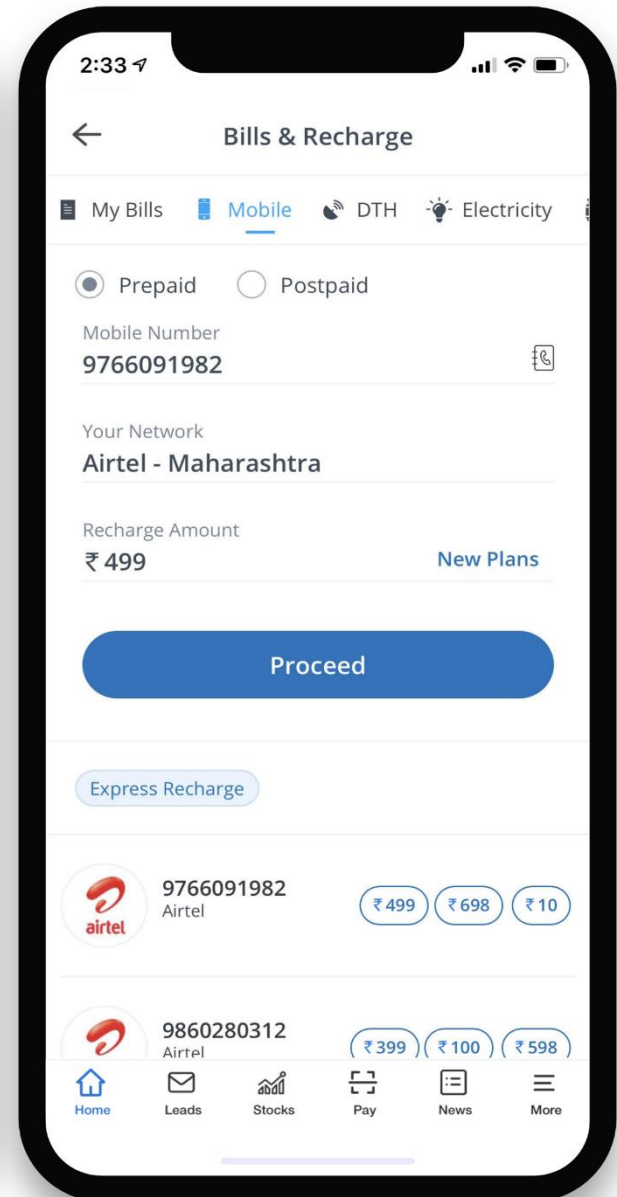 2:33
Bills & Recharge
My Bills Mobile DTH Electricity
Prepaid Postpaid
Mobile Number
9766091982
Your Network
Airtel - Maharashtra
Recharge Amount
₹ 499 New Plans
Proceed
Express Recharge
9766091982
Airtel
airtel
₹ 499 ₹ 698 ₹ 10
9860280312
Airtel
₹ 399 ₹ 100 ₹ 598
Home Leads Stocks Pay News More